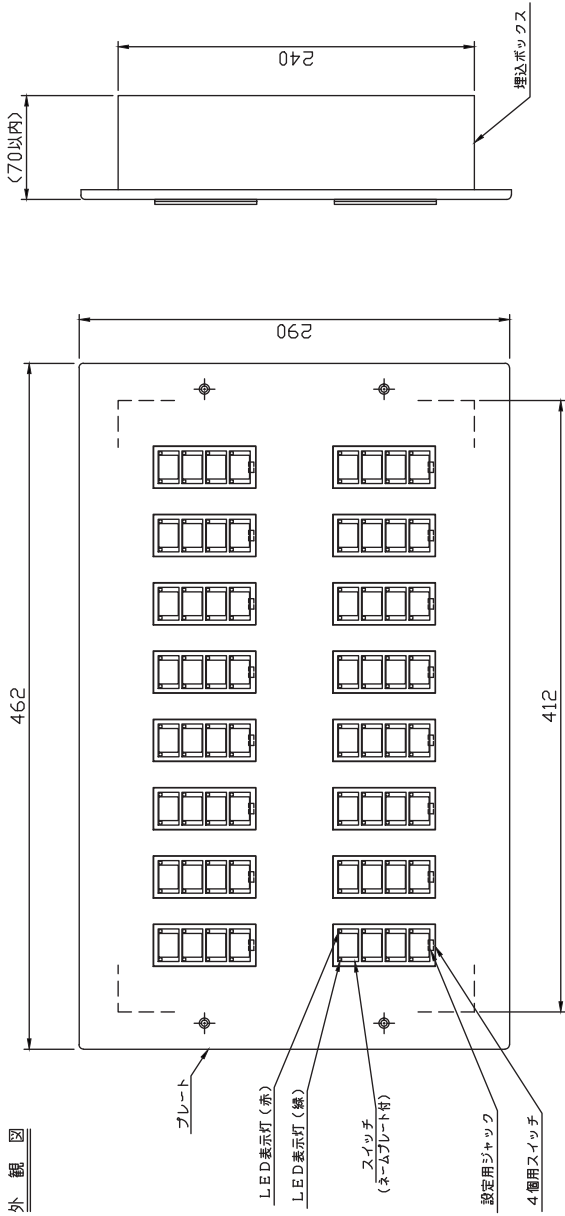 外観図
462
プレート
290
412
LED表示灯(赤)
LED表示灯(緑)
スイッチ
(ネームプレート付)
設定用ジャック
4個用スイッチ
(70以内)
240
埋込ボックス